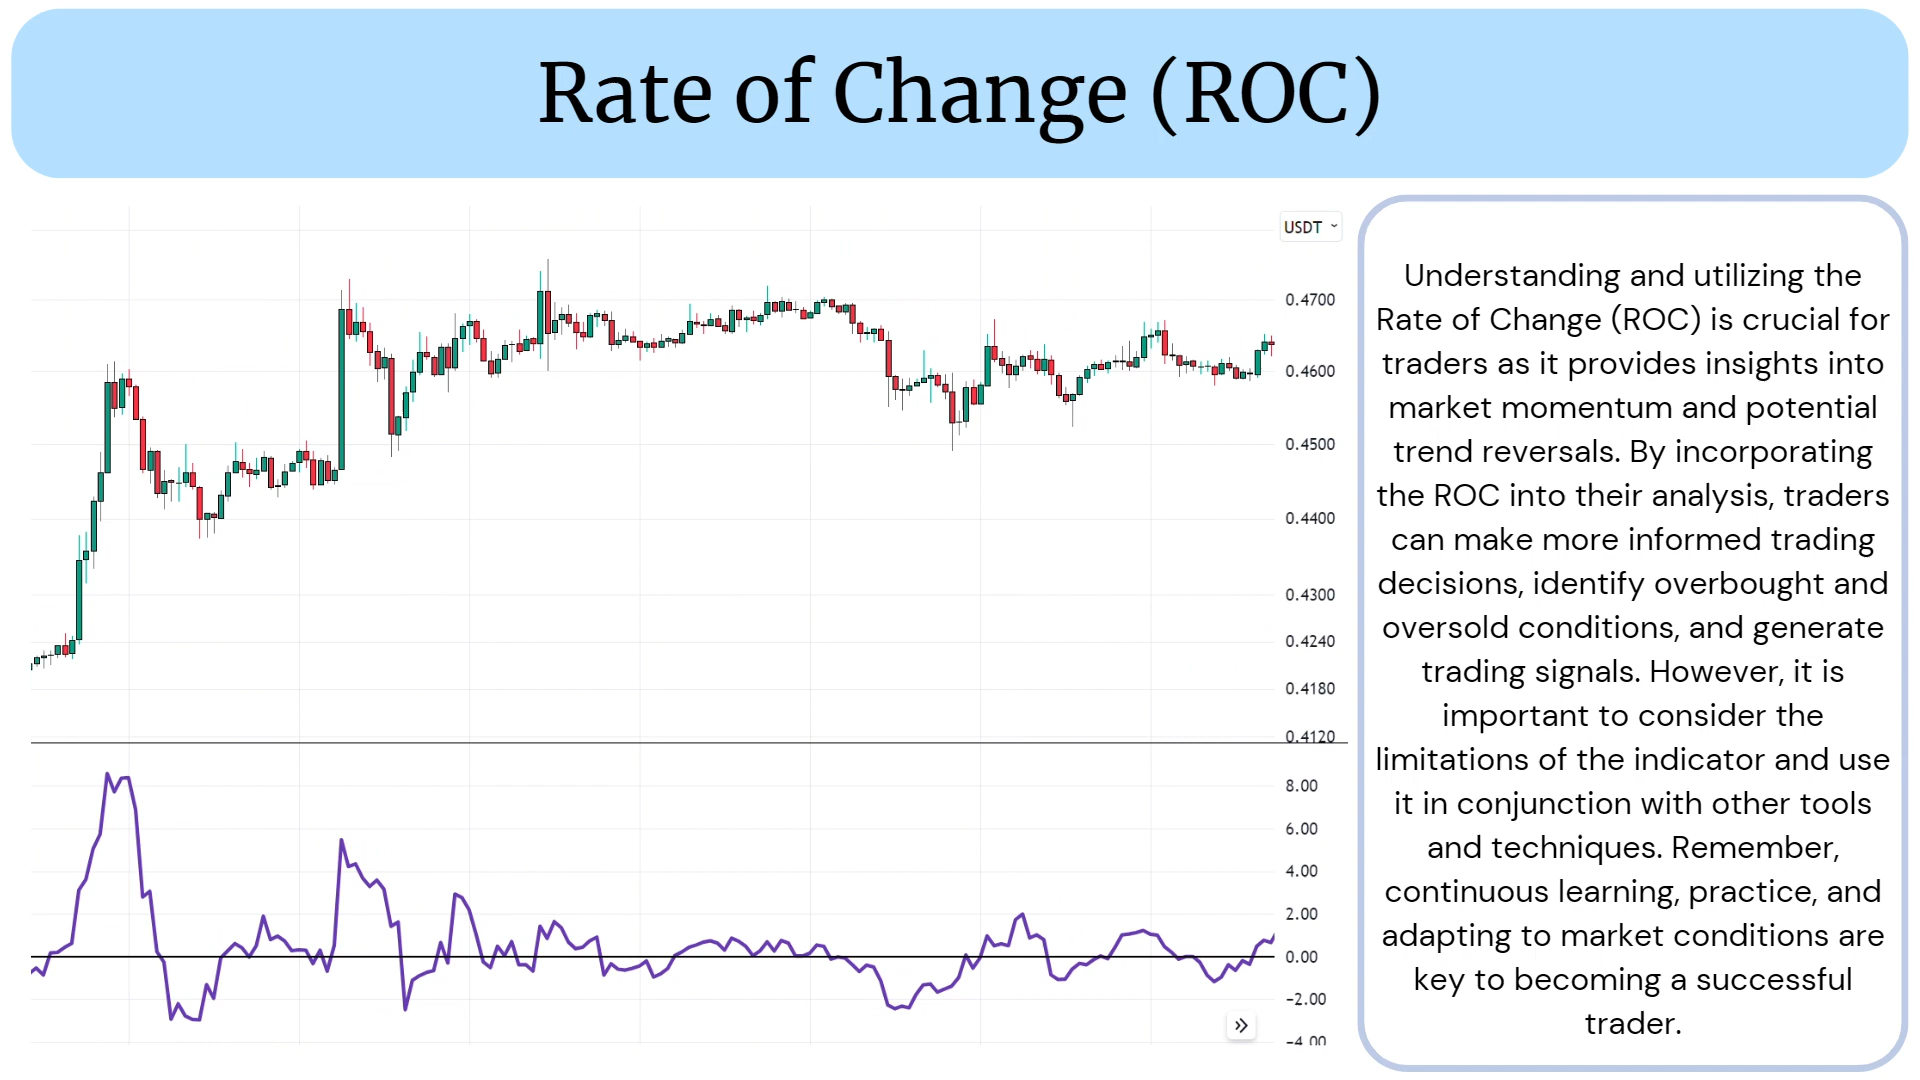 Rate of Change (ROC)
USDT
0.4700
0.4600
0.4500
0.4400
0.4300
0.4240
0.4180
0.4120
8.00
6.00
4.00
2.00
0.00
−2.00
−4.00
Understanding and utilizing the
Rate of Change (ROC) is crucial for
traders as it provides insights into
market momentum and potential
trend reversals. By incorporating
the ROC into their analysis, traders
can make more informed trading
decisions, identify overbought and
oversold conditions, and generate
trading signals. However, it is
important to consider the
limitations of the indicator and use
it in conjunction with other tools
and techniques. Remember,
continuous learning, practice, and
adapting to market conditions are
key to becoming a successful
trader.